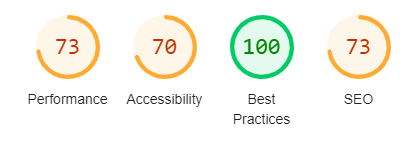 73 70 100 73
Performance Accessibility Best SEO
Practices